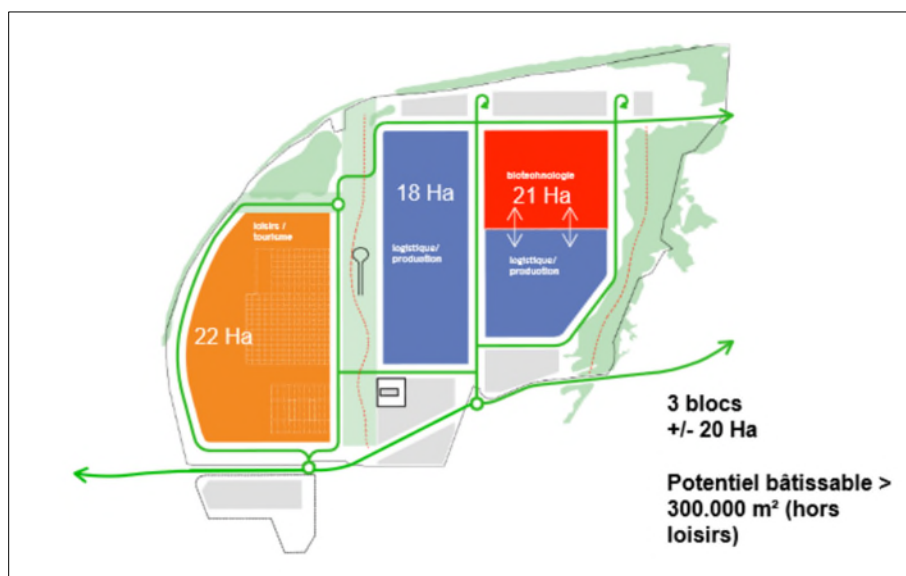 biotechnologie
21 Ha
18 Ha
loisirs /
tourisme
logistique/
production
logistique/
production
22 Ha
3 blocs
+/- 20 Ha
Potentiel bâtissable >
300.000 m² (hors
loisirs)